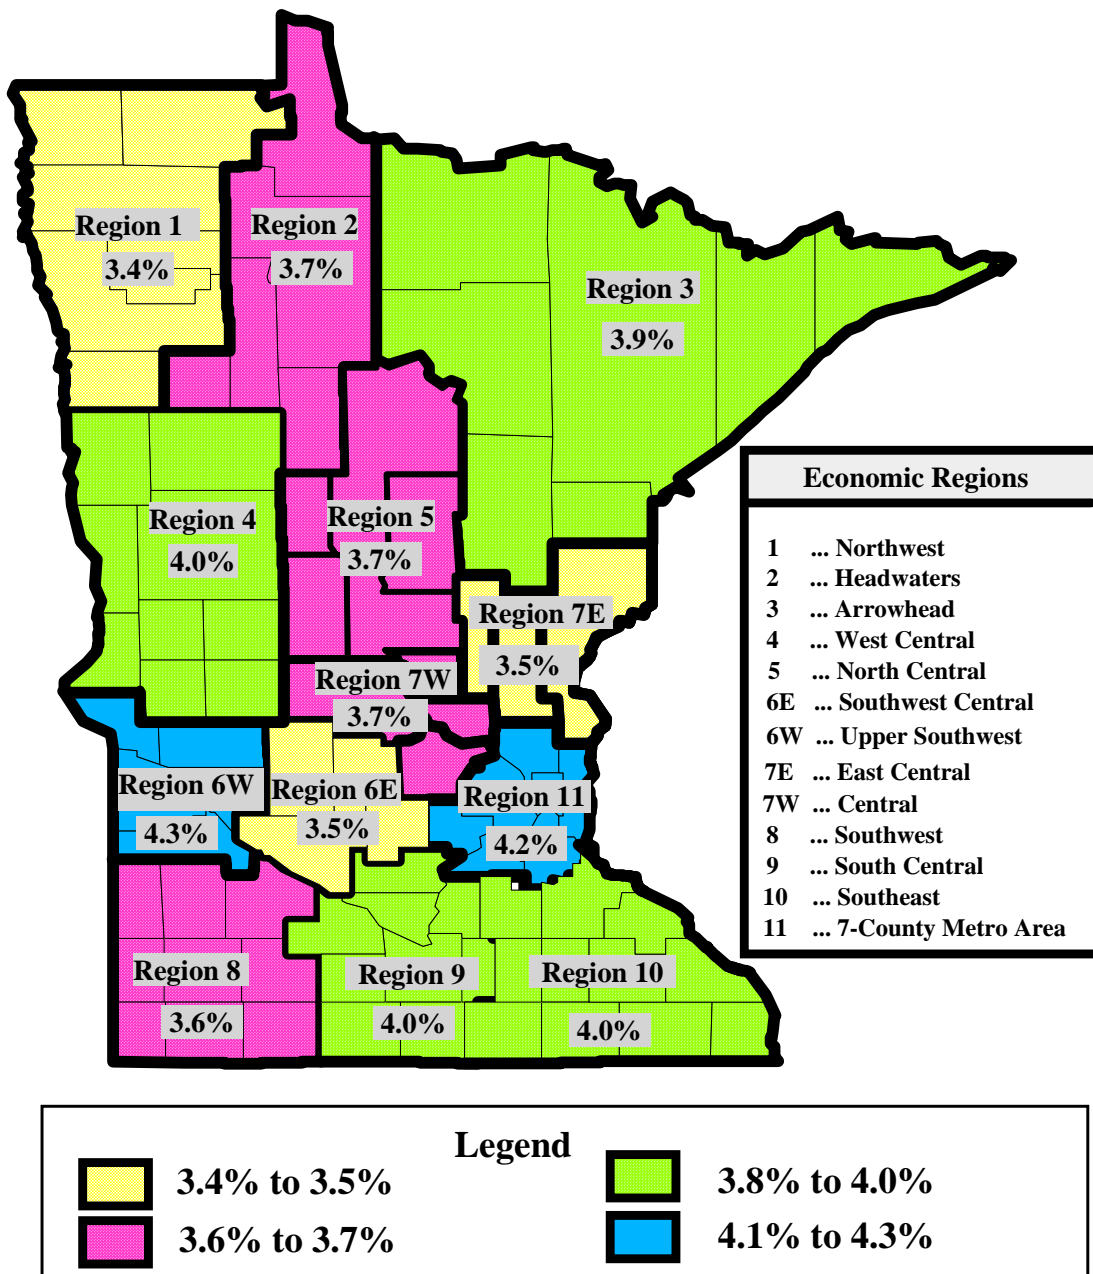 Region 1
3.4%
Region 2
3.7%
Region 3
3.9%
Region 4
4.0%
Region 5
3.7%
Region 7E
3.5%
Region 7W
3.7%
Region 6W
4.3%
Region 6E
3.5%
Region 11
4.2%
Region 8
3.6%
Region 9
4.0%
Region 10
4.0%
Economic Regions
1 ... Northwest
2 ... Headwaters
3 ... Arrowhead
4 ... West Central
5 ... North Central
6E ... Southwest Central
6W ... Upper Southwest
7E ... East Central
7W ... Central
8 ... Southwest
9 ... South Central
10 ... Southeast
11 ... 7-County Metro Area
Legend
3.4% to 3.5%
3.8% to 4.0%
3.6% to 3.7%
4.1% to 4.3%